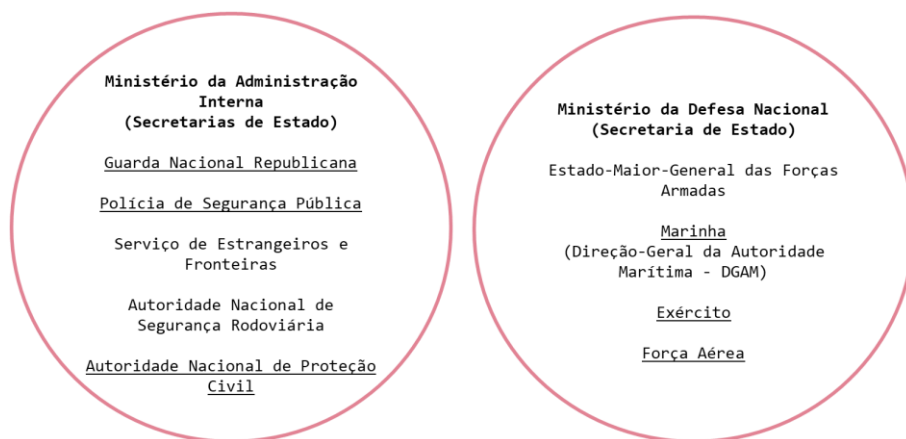 Ministério da Administração
Interna
(Secretarias de Estado)
Guarda Nacional Republicana
Polícia de Segurança Pública
Serviço de Estrangeiros e
Fronteiras
Autoridade Nacional de
Segurança Rodoviária
Autoridade Nacional de Proteção
Civil
Ministério da Defesa Nacional
(Secretaria de Estado)
Estado-Maior-General das Forças
Armadas
Marinha
(Direção-Geral da Autoridade
Marítima - DGAM)
Exército
Força Aérea